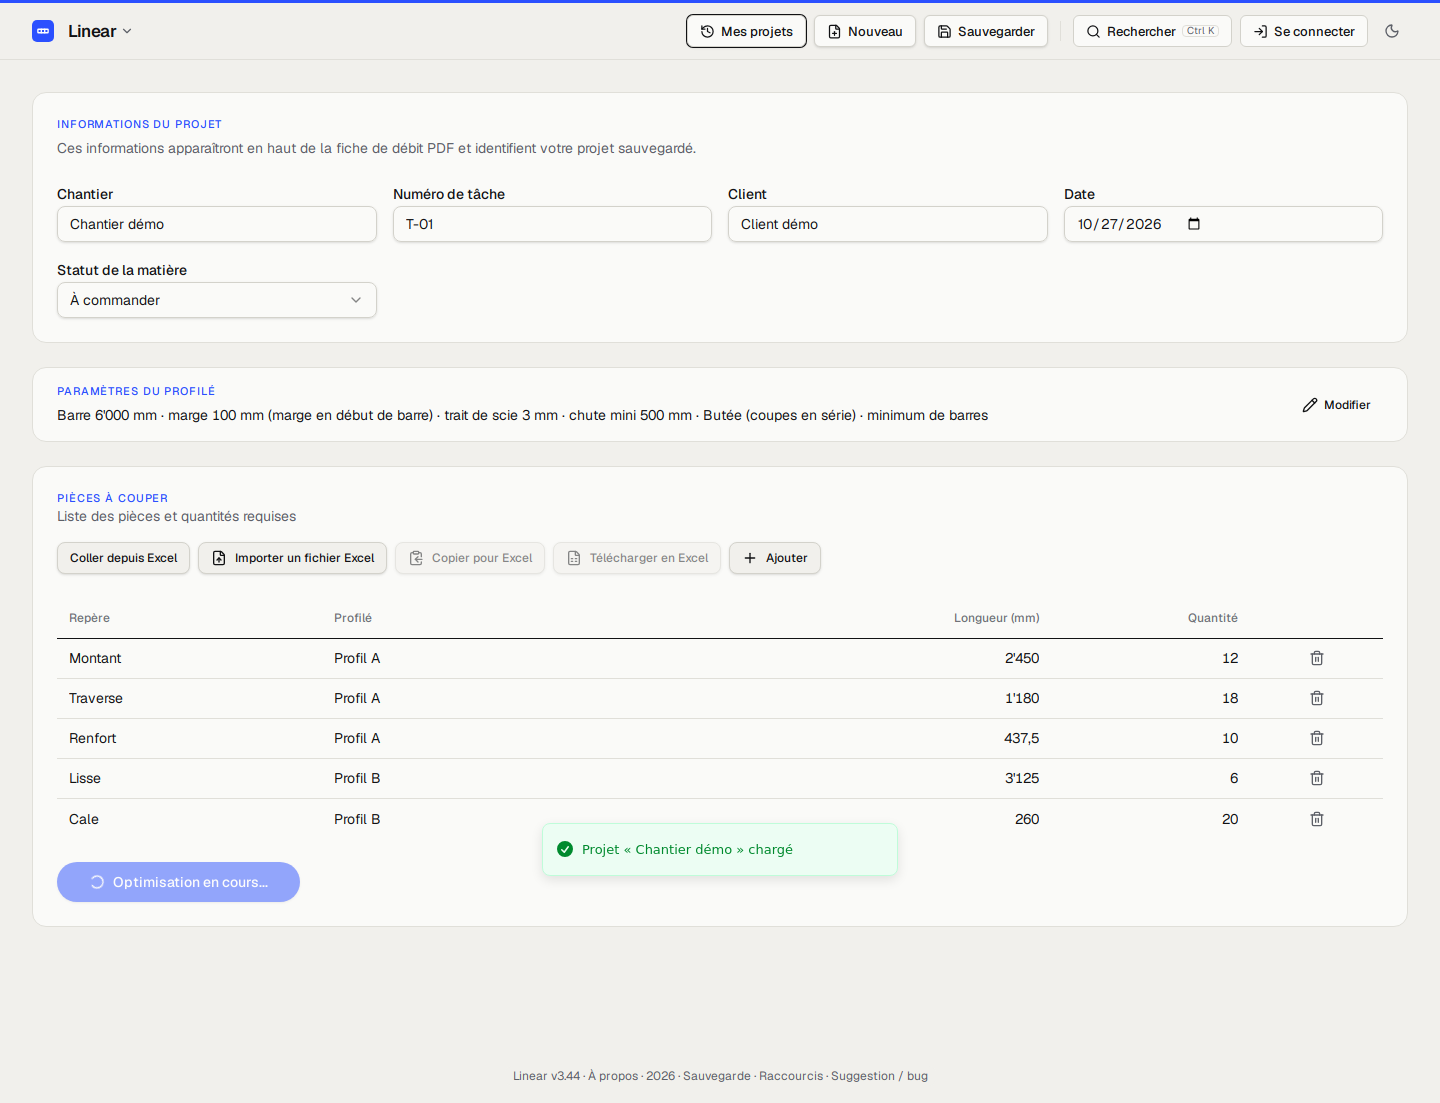 Linear
Mes projets
Nouveau
Sauvegarder
Rechercher Ctrl K
Se connecter
INFORMATIONS DU PROJET
Ces informations apparaîtront en haut de la fiche de débit PDF et identifient votre projet sauvegardé.
Chantier
Numéro de tâche
Client
Date
Chantier démo
T-01
Client démo
10/27/2026
Statut de la matière
À commander
PARAMÈTRES DU PROFILÉ
Barre 6'000 mm · marge 100 mm (marge en début de barre) · trait de scie 3 mm · chute mini 500 mm · Butée (coupes en série) · minimum de barres
Modifier
PIÈCES À COUPER
Liste des pièces et quantités requises
Coller depuis Excel
Importer un fichier Excel
Copier pour Excel
Télécharger en Excel
Ajouter
Repère Profilé Longueur (mm) Quantité
Montant Profil A 2'450 12
Traverse Profil A 1'180 18
Renfort Profil A 437,5 10
Lisse Profil B 3'125 6
Cale Profil B 260 20
Projet « Chantier démo » chargé
Optimisation en cours...
Linear v3.44 · À propos · 2026 · Sauvegarde · Raccourcis · Suggestion / bug